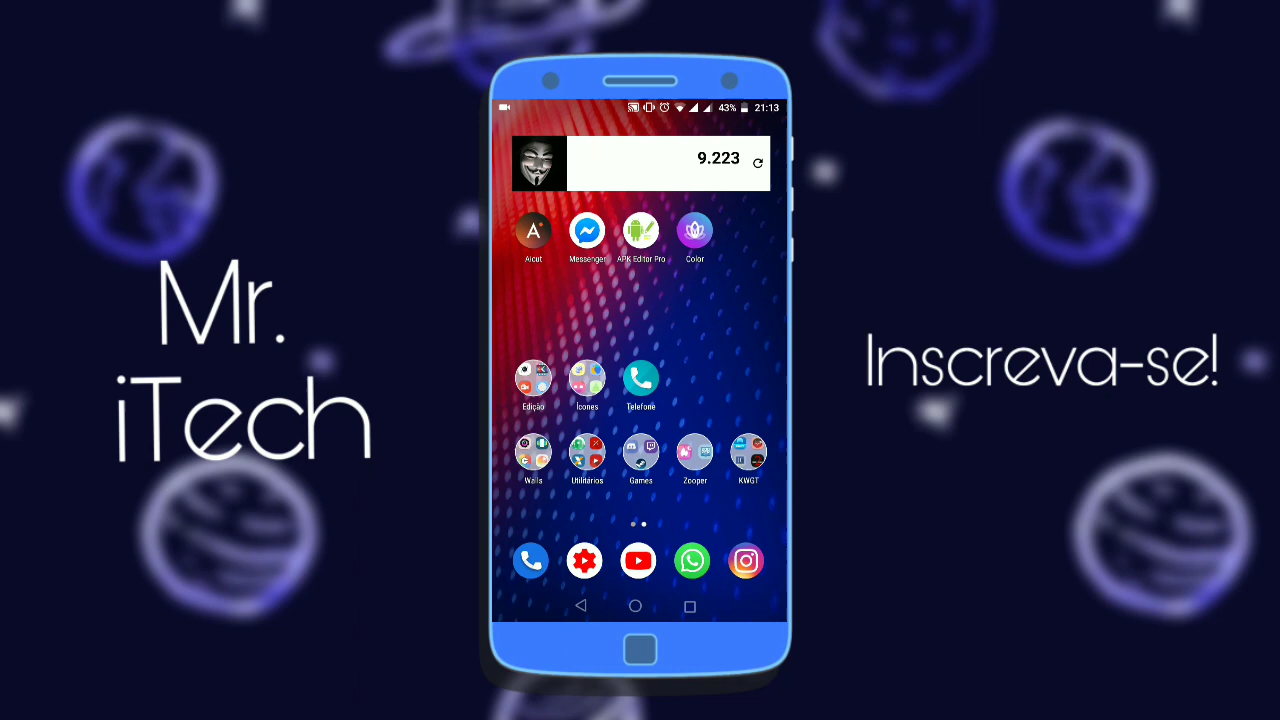 Mr.
iTech
Inscreva-se!
43% 21:13
9.223
A
Aicut Messenger APK Editor Pro Color
Edição Ícones Telefone
Walls Utilitários Games Zooper KWGT